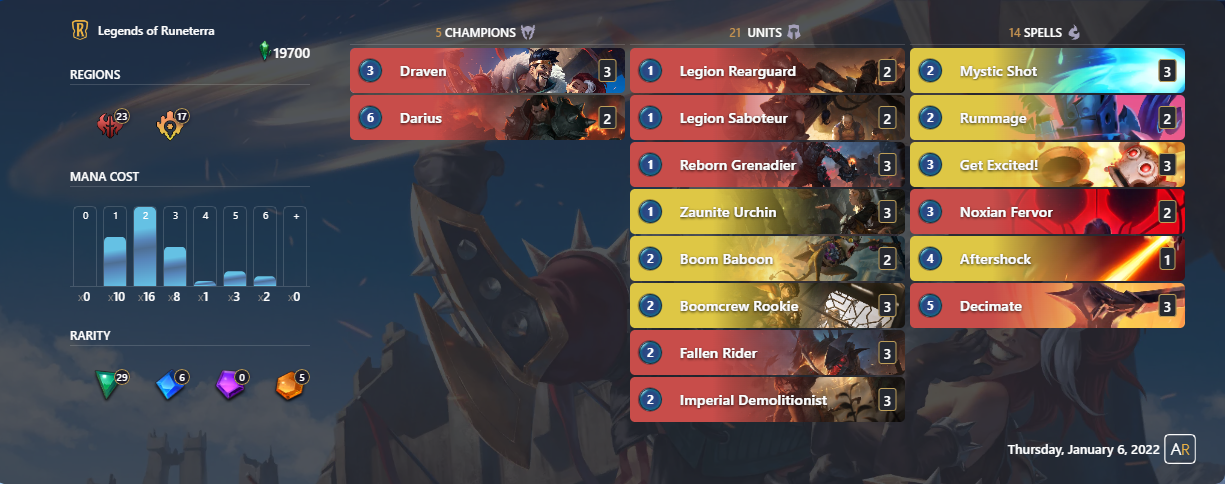 Legends of Runeterra
19700
REGIONS
23
17
MANA COST
0 1 2 3 4 5 6 +
x0 x10 x16 x8 x1 x3 x2 x0
RARITY
29 6 0 5
5 CHAMPIONS
3 Draven 3
6 Darius 2
21 UNITS
1 Legion Rearguard 2
1 Legion Saboteur 2
1 Reborn Grenadier 3
1 Zaunite Urchin 3
2 Boom Baboon 2
2 Boomcrew Rookie 3
2 Fallen Rider 3
2 Imperial Demolitionist 3
14 SPELLS
2 Mystic Shot 3
2 Rummage 2
3 Get Excited! 3
3 Noxian Fervor 2
4 Aftershock 1
5 Decimate 3
Thursday, January 6, 2022 AR